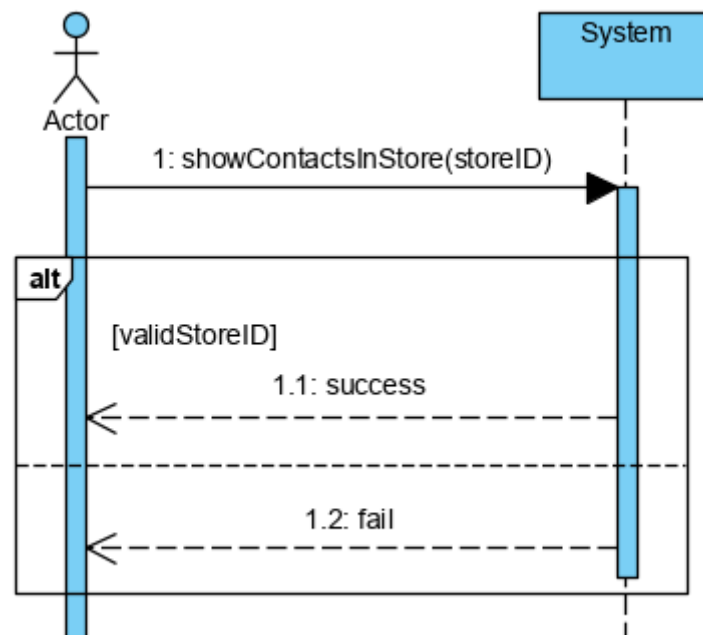 System
Actor
1: showContactsInStore(storeID)
alt
[validStoreID]
1.1: success
1.2: fail